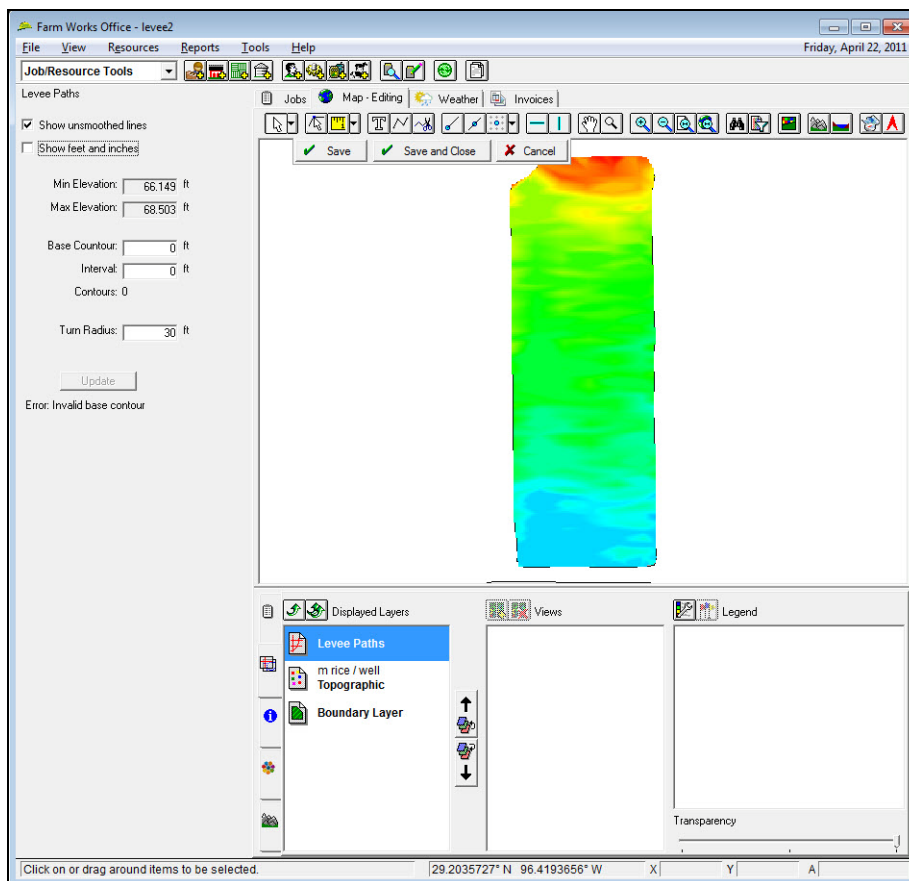 Farm Works Office - levee2
File View Resources Reports Tools Help Friday, April 22, 2011
Job/Resource Tools
Levee Paths
Jobs Map - Editing Weather Invoices
Show unsmoothed lines
Show feet and inches
Save Save and Close Cancel
Min Elevation: 66.149 ft
Max Elevation: 68.503 ft
Base Countour: 0 ft
Interval: 0 ft
Contours: 0
Turn Radius: 30 ft
Update
Error: Invalid base contour
Displayed Layers Views Legend
Levee Paths
m rice / well
Topographic
Boundary Layer
Transparency
Click on or drag around items to be selected. 29.2035727° N 96.4193656° W X Y A